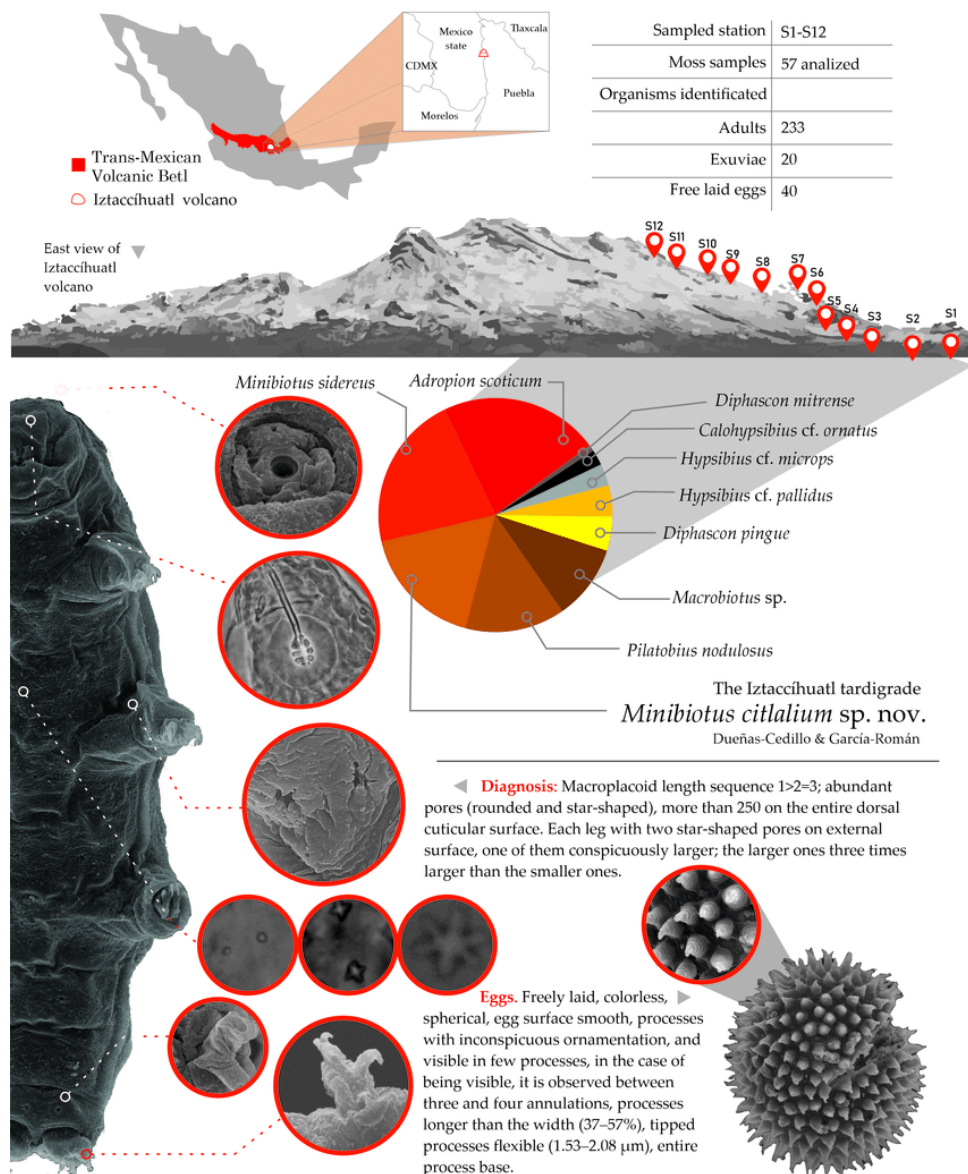 Mexico state
Tlaxcala
CDMX
Puebla
Morelos
Trans-Mexican
Volcanic Betl
Iztaccíhuatl volcano
Sampled station S1-S12
Moss samples 57 analized
Organisms identificated
Adults 233
Exuviae 20
Free laid eggs 40
East view of
Iztaccíhuatl
volcano
S12
S11
S10
S9
S8
S7
S6
S5
S4
S3
S2
S1
Minibiotus sidereus
Adropion scoticum
Diphascon mitrense
Calohypsibius cf. ornatus
Hypsibius cf. microps
Hypsibius cf. pallidus
Diphascon pingue
Macrobiotus sp.
Pilatobius nodulosus
The Iztaccíhuatl tardigrade
Minibiotus citlalium sp. nov.
Dueñas-Cedillo & García-Román
Diagnosis: Macroplacoid length sequence 1>2=3; abundant
pores (rounded and star-shaped), more than 250 on the entire dorsal
cuticular surface. Each leg with two star-shaped pores on external
surface, one of them conspicuously larger; the larger ones three times
larger than the smaller ones.
Eggs. Freely laid, colorless,
spherical, egg surface smooth, processes
with inconspicuous ornamentation, and
visible in few processes, in the case of
being visible, it is observed between
three and four annulations, processes
longer than the width (37–57%), tipped
processes flexible (1.53–2.08 μm), entire
process base.